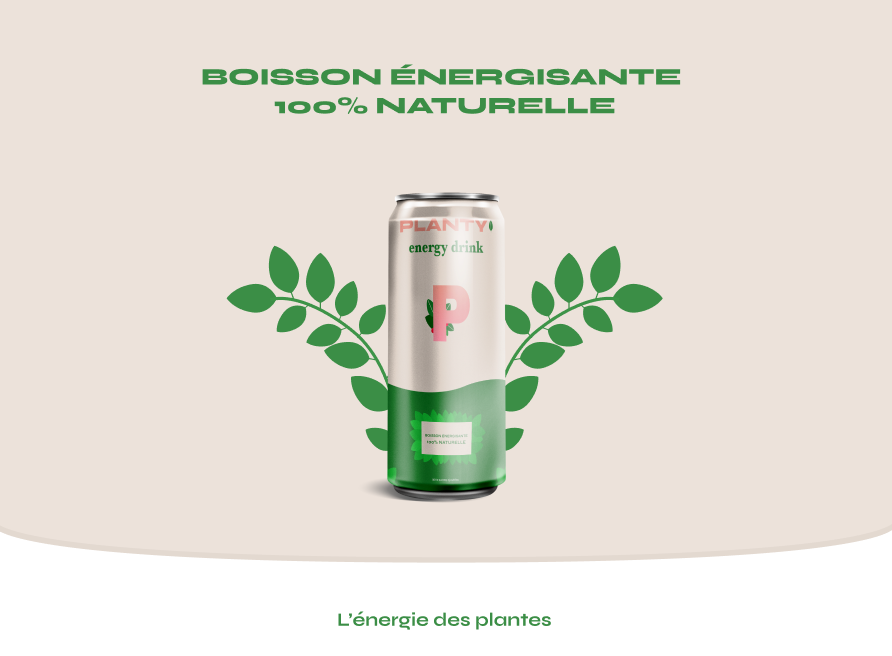 BOISSON ÉNERGISANTE
100% NATURELLE
PLANTY
energy drink
P
BOISSON ÉNERGISANTE
100% NATURELLE
L'énergie des plantes